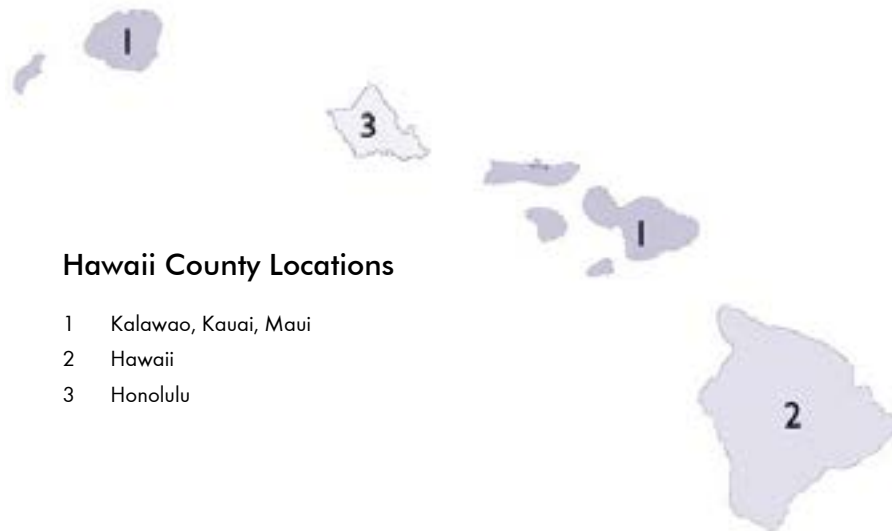 1
3
1
Hawaii County Locations
1 Kalawao, Kauai, Maui
2 Hawaii
3 Honolulu
2